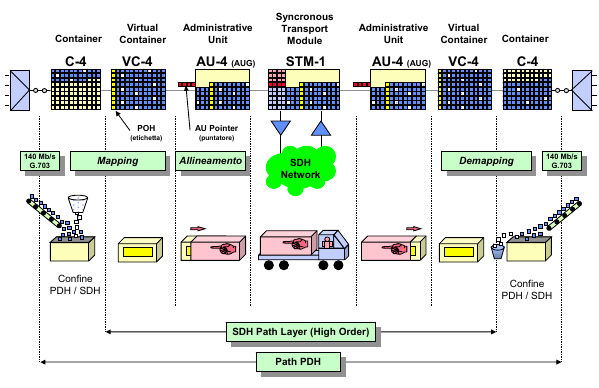 Container
Virtual
Container
Administrative
Unit
Syncronous
Transport
Module
Administrative
Unit
Virtual
Container
Container
C-4
VC-4
AU-4 (AUG)
STM-1
AU-4 (AUG)
VC-4
C-4
POH
(etichetta)
AU Pointer
(puntatore)
140 Mb/s
G.703
Mapping
Allineamento
SDH
Network
Demapping
140 Mb/s
G.703
Confine
PDH / SDH
Confine
PDH / SDH
SDH Path Layer (High Order)
Path PDH